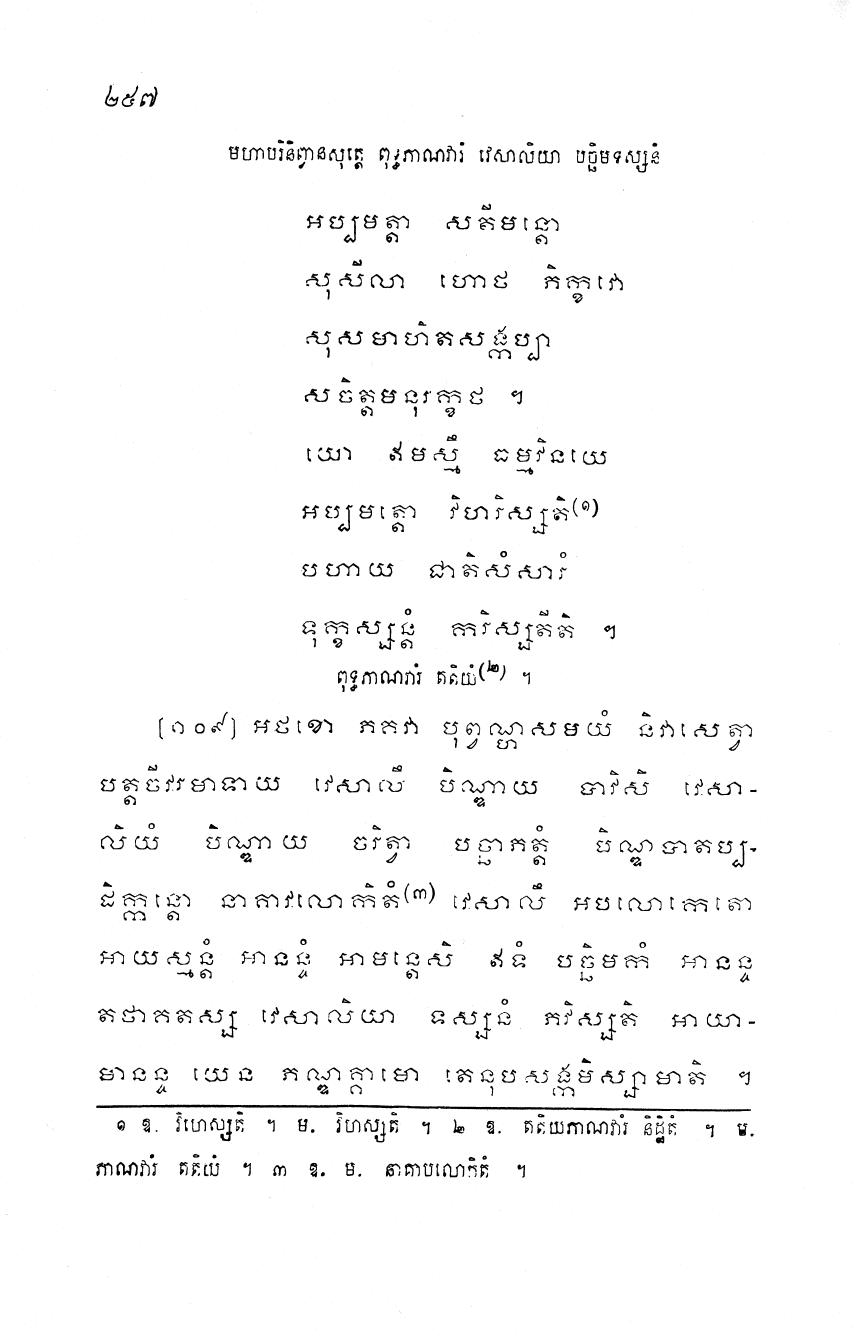 ២៥៧
មហាបរិនិព្វានសុត្តេ ពុទ្ធភាណវារំ វេសាលិយា បច្ឆិមទស្សនំ
អប្បមត្តា សតីមន្តោ
សុសីលា ហោថ ភិក្ខវោ
សុសមាហិតសង្កប្បា
សចិត្តមនុរក្ខថ ។
យោ ឥមស្មឹ ធម្មវិនយេ
អប្បមត្តោ វិហរិស្សតិ(១)
បហាយ ជាតិសំសារំ
ទុក្ខស្សន្តំ ករិស្សតីតិ ។
ពុទ្ធភាណវារំ តតិយំ(២) ។
[១០៩] អថខោ ភគវា បុព្វណ្ហសមយំ និវាសេត្វា
បត្តចីវរមាទាយ វេសាលឹ បិណ្ឌាយ បាវិសិ វេសា-
លិយំ បិណ្ឌាយ ចរិត្វា បច្ឆាភត្តំ បិណ្ឌបាតប្ប-
ដិក្កន្តោ នាគាវលោកិតំ(៣) វេសាលឹ អបលោកេតោ
អាយស្មន្តំ អានន្ទំ អាមន្តេសិ ឥទំ បច្ឆិមកំ អានន្ទ
តថាគតស្ស វេសាលិយា ទស្សនំ ភវិស្សតិ អាយា-
មានន្ទ យេន ភណ្ឌគ្គាមោ តេនុបសង្កមិស្សាមាតិ ។
១ ឱ. វិហេស្សតិ ។ ម. វិហស្សតិ ។ ២ ឱ. តតិយភាណវារំ និដ្ឋិតំ ។ ម.
ភាណវារំ តតិយំ ។ ៣ ឱ. ម. នាគាបលោកិតំ ។